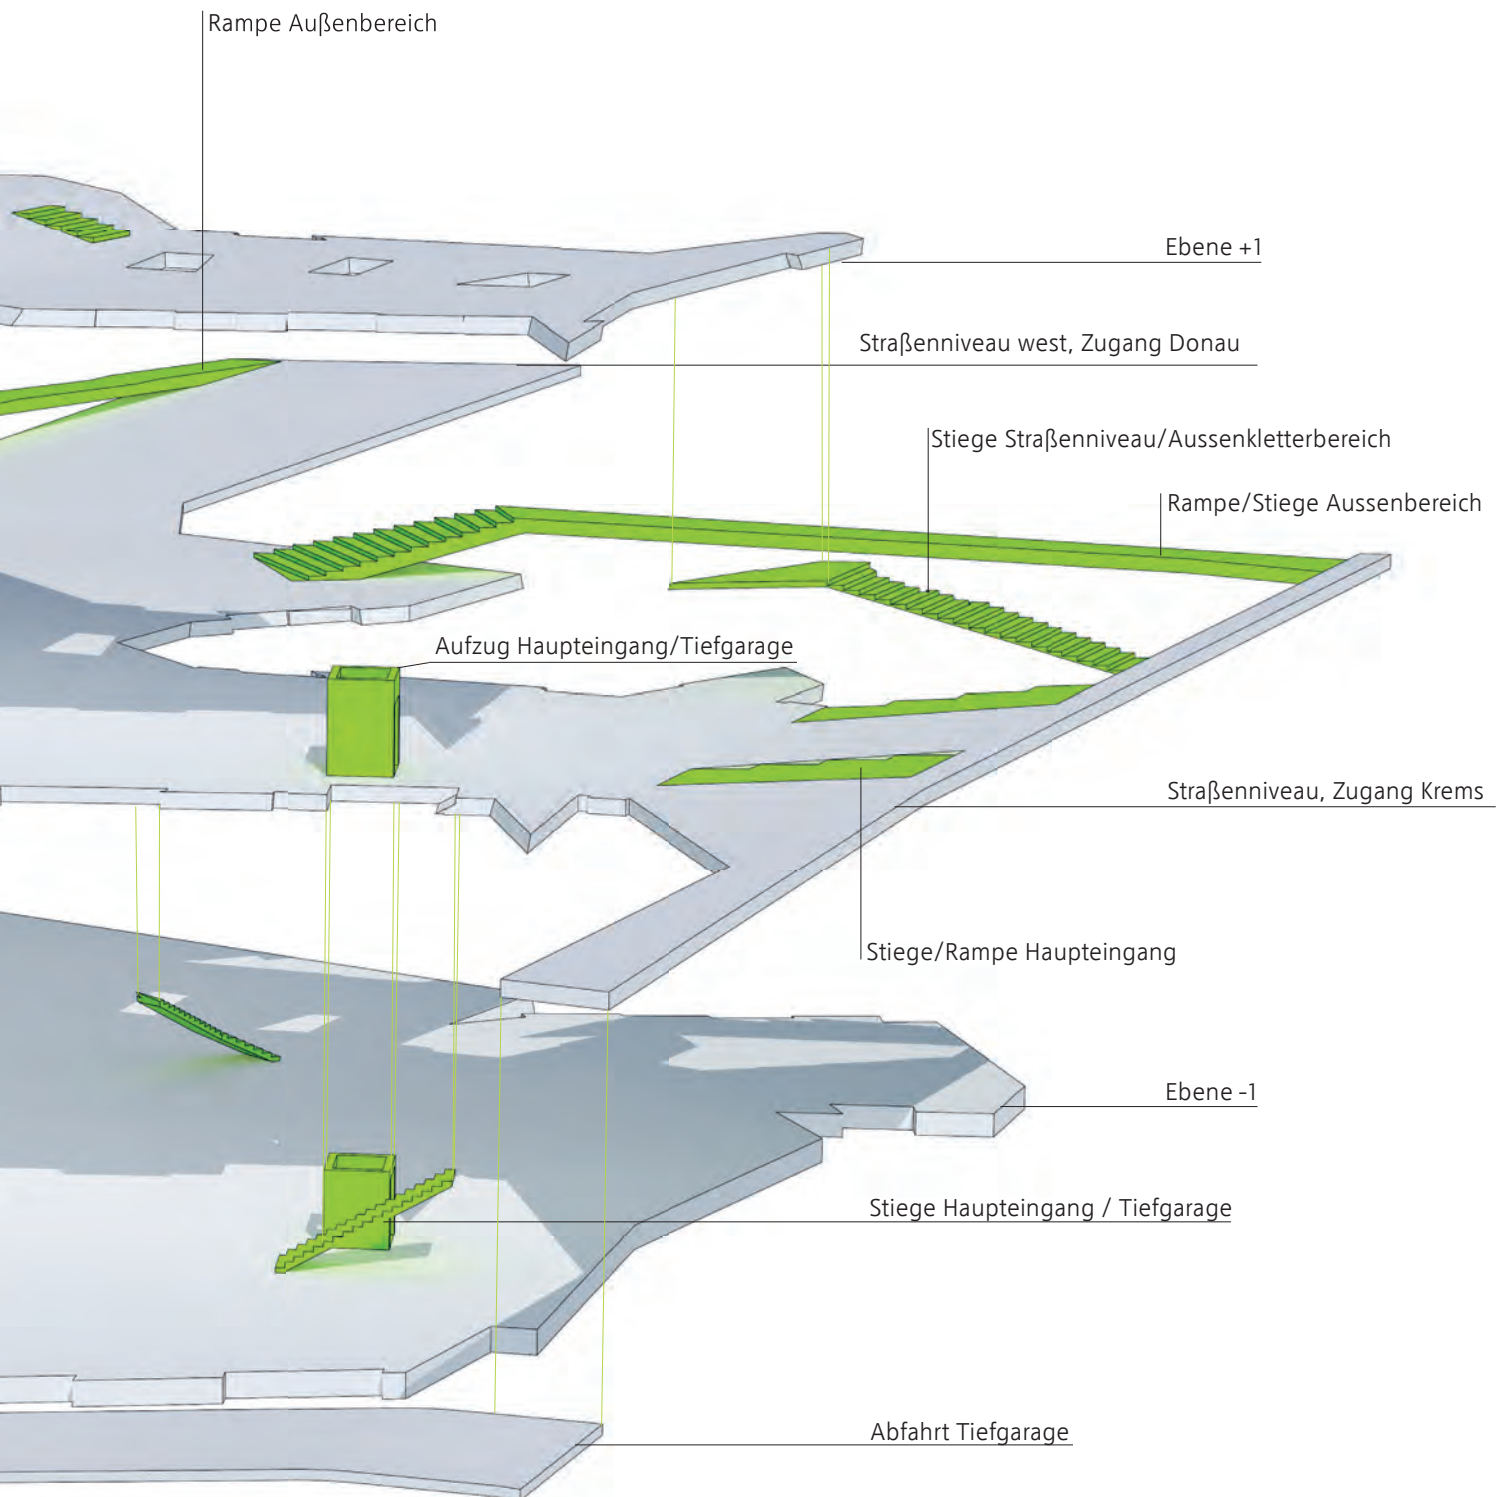 Rampe Außenbereich
Ebene +1
Straßenniveau west, Zugang Donau
Stiege Straßenniveau/Aussenkletterbereich
Rampe/Stiege Aussenbereich
Aufzug Haupteingang/Tiefgarage
Straßenniveau, Zugang Krems
Stiege/Rampe Haupteingang
Ebene -1
Stiege Haupteingang / Tiefgarage
Abfahrt Tiefgarage